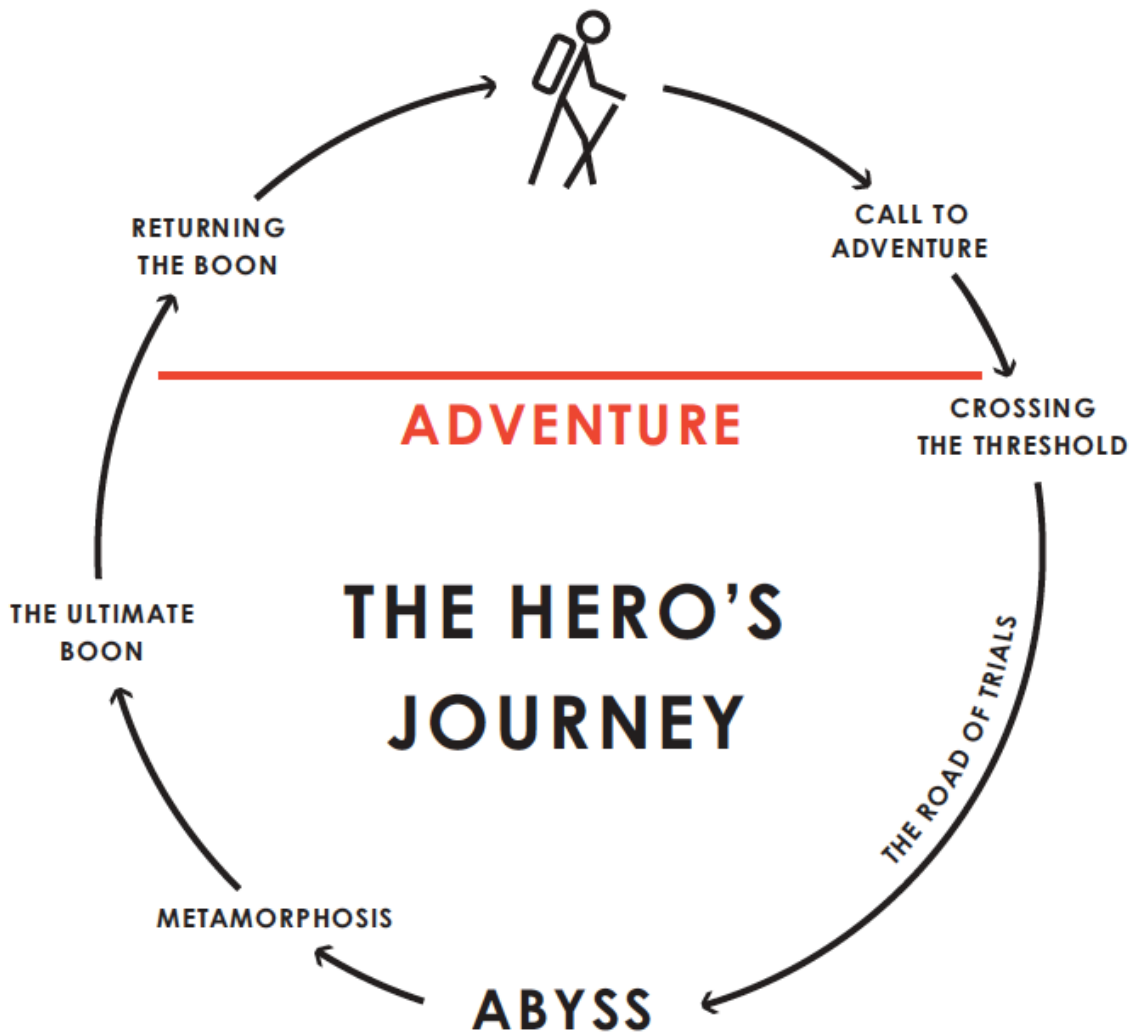 CALL TO
ADVENTURE
CROSSING
THE THRESHOLD
THE ROAD OF TRIALS
ABYSS
METAMORPHOSIS
THE ULTIMATE
BOON
RETURNING
THE BOON
ADVENTURE
THE HERO’S
JOURNEY